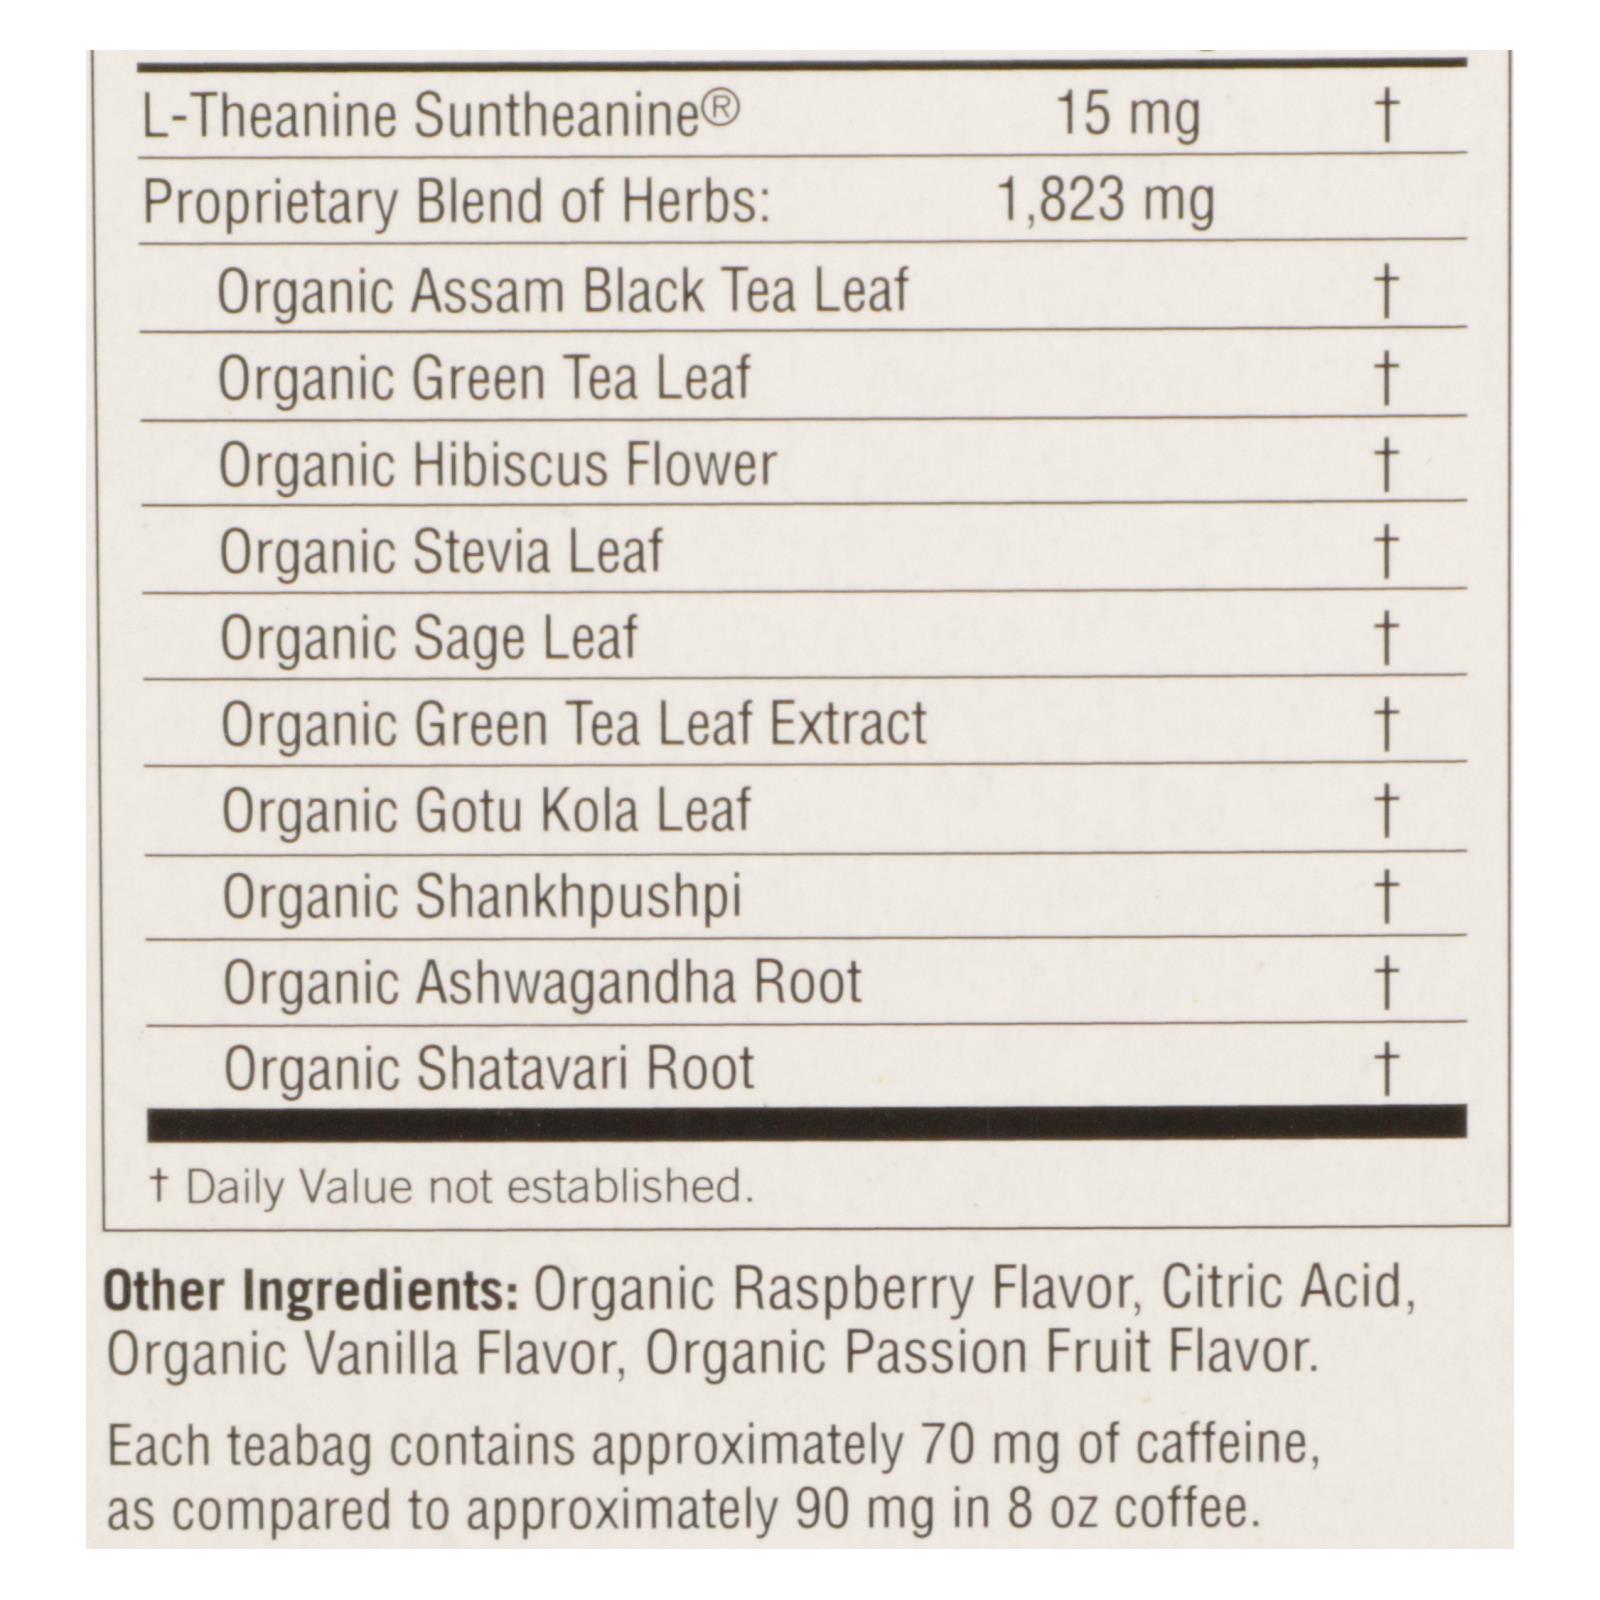 L-Theanine Suntheanine® 15 mg †
Proprietary Blend of Herbs: 1,823 mg
Organic Assam Black Tea Leaf †
Organic Green Tea Leaf †
Organic Hibiscus Flower †
Organic Stevia Leaf †
Organic Sage Leaf †
Organic Green Tea Leaf Extract †
Organic Gotu Kola Leaf †
Organic Shankhpushpi †
Organic Ashwagandha Root †
Organic Shatavari Root †
† Daily Value not established.
Other Ingredients: Organic Raspberry Flavor, Citric Acid,
Organic Vanilla Flavor, Organic Passion Fruit Flavor.
Each teabag contains approximately 70 mg of caffeine,
as compared to approximately 90 mg in 8 oz coffee.